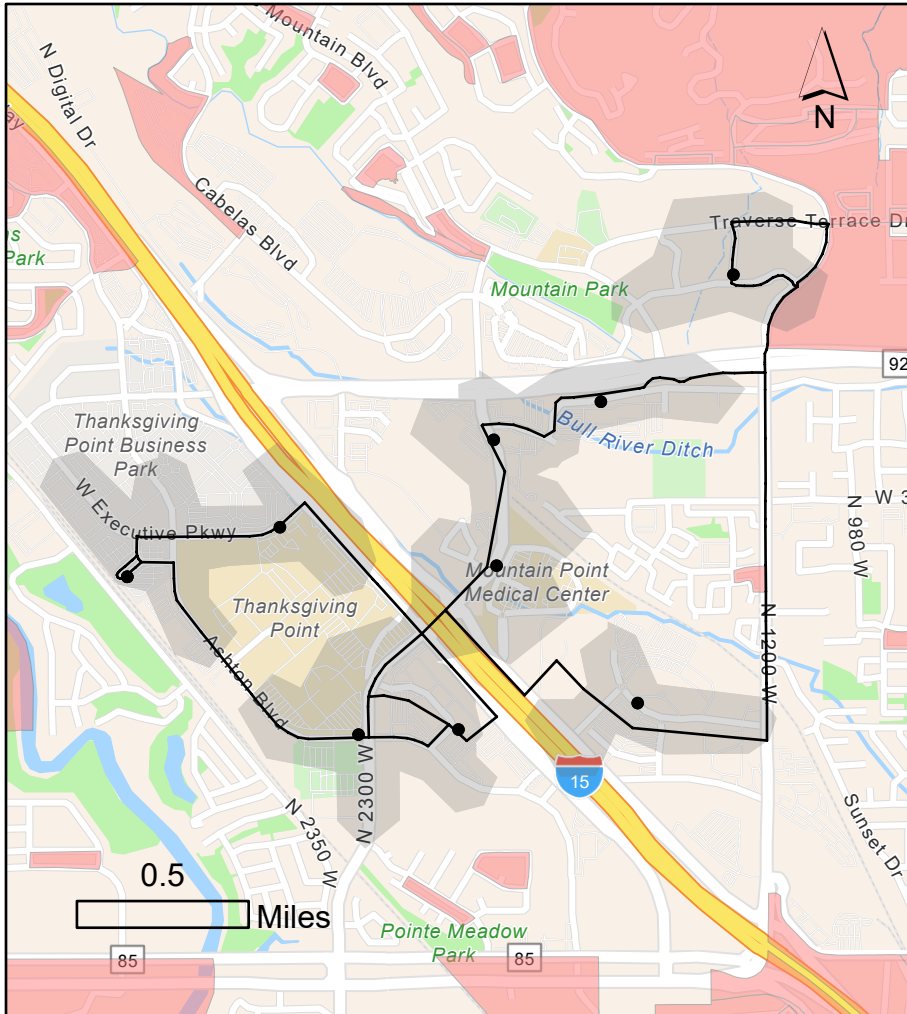 Mountain Blvd
N Digital Dr
N
way
Cabelas Blvd
Traverse Terrace Dr
Park
Mountain Park
92
Thanksgiving
Point Business
Park
Bull River Ditch
W Executive Pkwy
W 3
N 980 W
Mountain Point
Medical Center
Thanksgiving
Point
N 1200 W
Ashton Blvd
15
N 2300 W
N 2350 W
Sunset Dr
0.5
Miles
Pointe Meadow
Park
85
85